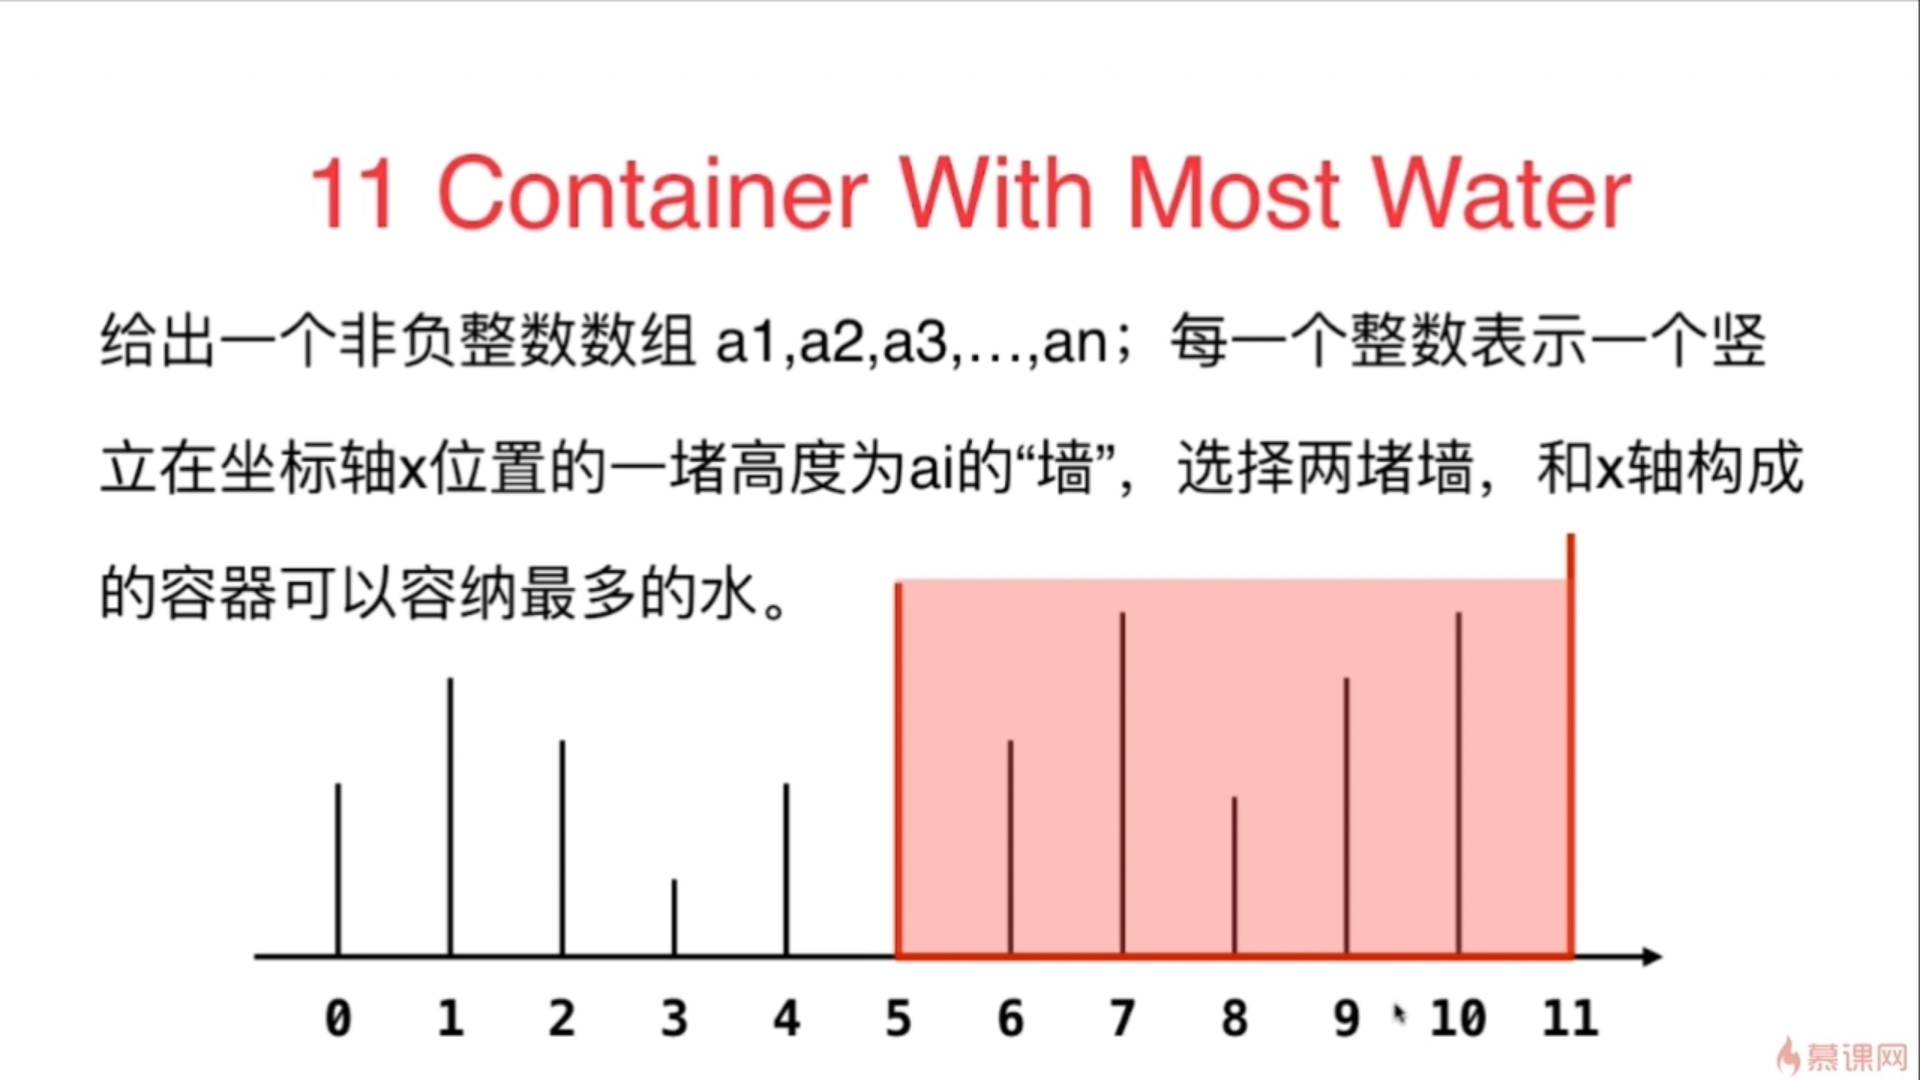 11 Container With Most Water
给出一个非负整数数组 a1,a2,a3,…,an；每一个整数表示一个竖
立在坐标轴x位置的一堵高度为ai的“墙”，选择两堵墙，和x轴构成
的容器可以容纳最多的水。
0 1 2 3 4 5 6 7 8 9 10 11
慕课网